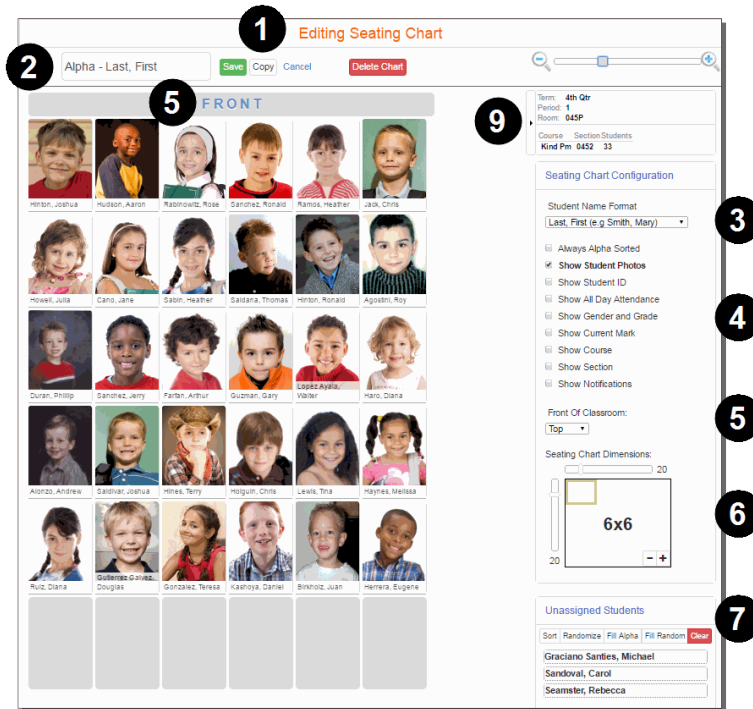 1
Editing Seating Chart
2
Alpha - Last, First
Save Copy Cancel Delete Chart
5
FRONT
9
Term: 4th Qtr
Period: 1
Room: 045P
Course Section Students
Kind Pm 0452 33
Hinton, Joshua
Hudson, Aaron
Rabinowitz, Rose
Sanchez, Ronald
Ramos, Heather
Jack, Chris
Howell, Julia
Cano, Jane
Sabin, Heather
Saldana, Thomas
Hinton, Ronald
Agostini, Roy
Duran, Phillip
Sanchez, Jerry
Farfan, Arthur
Guzman, Gary
Lopez Ayala,
Walter
Haro, Diana
Alonzo, Andrew
Saldivar, Joshua
Hines, Terry
Holguin, Chris
Lewis, Tina
Haynes, Melissa
Ruiz, Diana
Gutierrez Galvez,
Douglas
Gonzalez, Teresa
Kashoya, Daniel
Birkholz, Juan
Herrera, Eugene
Seating Chart Configuration
Student Name Format
3
Last, First (e.g Smith, Mary)
Always Alpha Sorted
Show Student Photos
Show Student ID
Show All Day Attendance
4
Show Gender and Grade
Show Current Mark
Show Course
Show Section
Show Notifications
Front Of Classroom:
5
Top
Seating Chart Dimensions:
20
6
6x6
20
- +
Unassigned Students
7
Sort Randomize Fill Alpha Fill Random Clear
Graciano Santies, Michael
Sandoval, Carol
Seamster, Rebecca